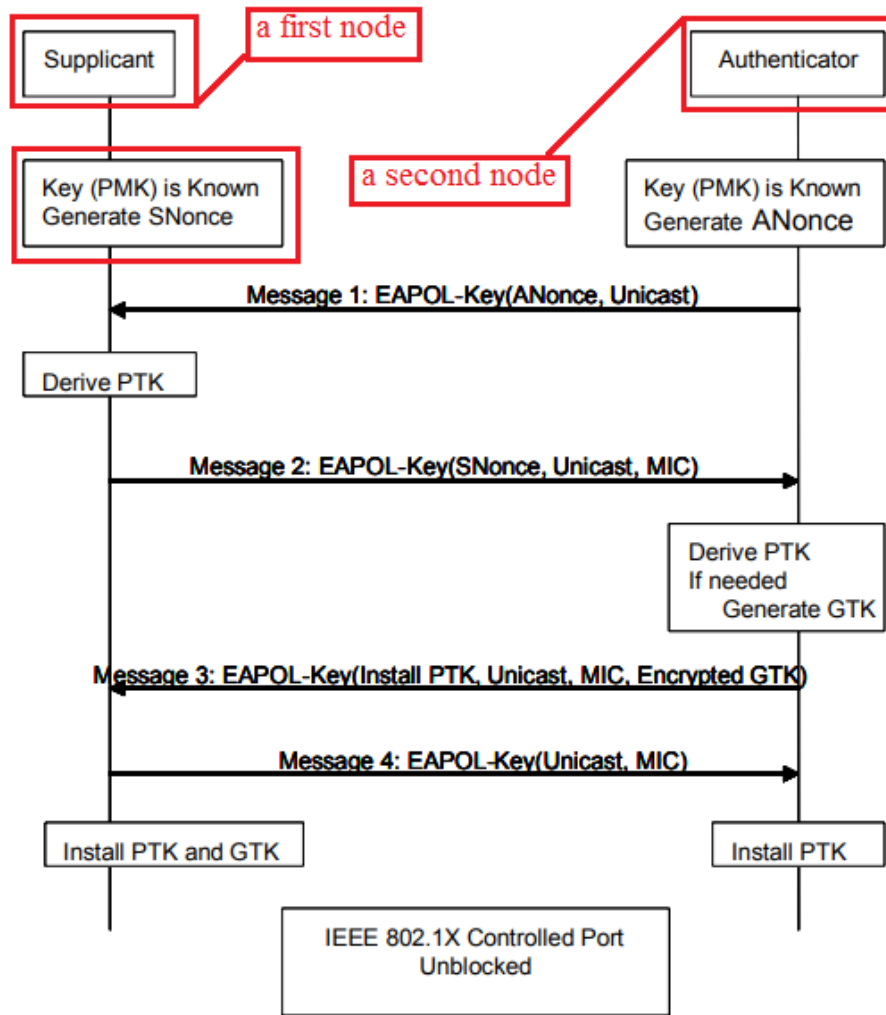 a first node
Supplicant
Authenticator
a second node
Key (PMK) is Known
Generate SNonce
Key (PMK) is Known
Generate ANonce
Message 1: EAPOL-Key(ANonce, Unicast)
Derive PTK
Message 2: EAPOL-Key(SNonce, Unicast, MIC)
Derive PTK
If needed
Generate GTK
Message 3: EAPOL-Key(Install PTK, Unicast, MIC, Encrypted GTK)
Message 4: EAPOL-Key(Unicast, MIC)
Install PTK and GTK
Install PTK
IEEE 802.1X Controlled Port
Unblocked